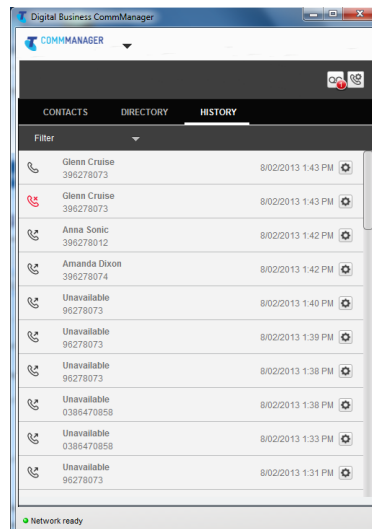 Digital Business CommManager
COMMMANAGER
1
CONTACTS DIRECTORY HISTORY
Filter
Glenn Cruise
396278073
8/02/2013 1:43 PM
Glenn Cruise
396278073
8/02/2013 1:43 PM
Anna Sonic
396278012
8/02/2013 1:42 PM
Amanda Dixon
396278074
8/02/2013 1:42 PM
Unavailable
96278073
8/02/2013 1:40 PM
Unavailable
96278073
8/02/2013 1:39 PM
Unavailable
96278073
8/02/2013 1:38 PM
Unavailable
0386470858
8/02/2013 1:38 PM
Unavailable
0386470858
8/02/2013 1:33 PM
Unavailable
96278073
8/02/2013 1:31 PM
Network ready